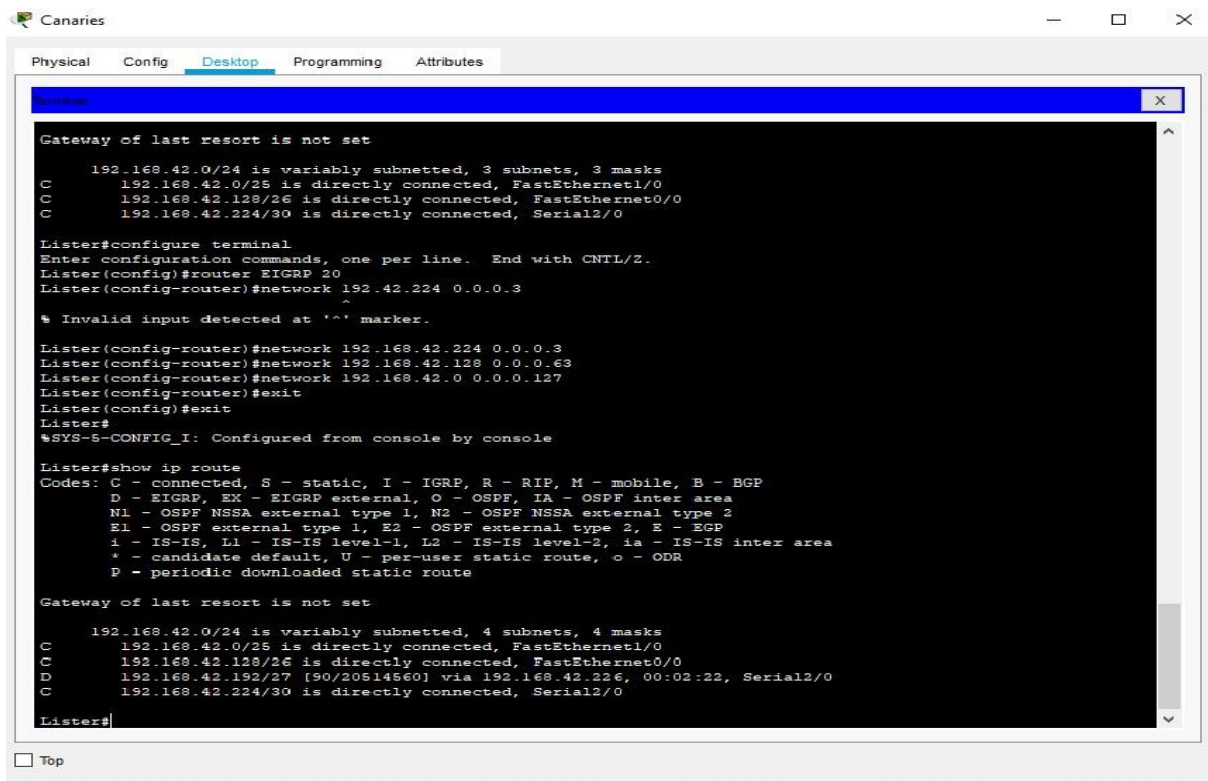 Canaries
Physical Config Desktop Programming Attributes
Terminal
X
Gateway of last resort is not set
192.168.42.0/24 is variably subnetted, 3 subnets, 3 masks
C 192.168.42.0/25 is directly connected, FastEthernet1/0
C 192.168.42.128/26 is directly connected, FastEthernet0/0
C 192.168.42.224/30 is directly connected, Serial2/0
Lister#configure terminal
Enter configuration commands, one per line. End with CNTL/Z.
Lister(config)#router EIGRP 20
Lister(config-router)#network 192.42.224 0.0.0.3
^
% Invalid input detected at '^' marker.
Lister(config-router)#network 192.168.42.224 0.0.0.3
Lister(config-router)#network 192.168.42.128 0.0.0.63
Lister(config-router)#network 192.168.42.0 0.0.0.127
Lister(config-router)#exit
Lister(config)#exit
Lister#
%SYS-5-CONFIG_I: Configured from console by console
Lister#show ip route
Codes: C - connected, S - static, I - IGRP, R - RIP, M - mobile, B - BGP
D - EIGRP, EX - EIGRP external, O - OSPF, IA - OSPF inter area
N1 - OSPF NSSA external type 1, N2 - OSPF NSSA external type 2
E1 - OSPF external type 1, E2 - OSPF external type 2, E - EGP
i - IS-IS, L1 - IS-IS level-1, L2 - IS-IS level-2, ia - IS-IS inter area
* - candidate default, U - per-user static route, o - ODR
P - periodic downloaded static route
Gateway of last resort is not set
192.168.42.0/24 is variably subnetted, 4 subnets, 4 masks
C 192.168.42.0/25 is directly connected, FastEthernet1/0
C 192.168.42.128/26 is directly connected, FastEthernet0/0
D 192.168.42.192/27 [90/20514560] via 192.168.42.226, 00:02:22, Serial2/0
C 192.168.42.224/30 is directly connected, Serial2/0
Lister#
Top